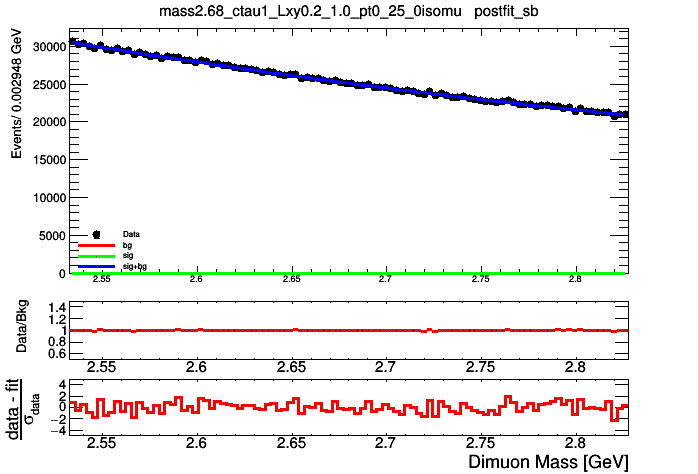 mass2.68_ctau1_Lxy0.2_1.0_pt0_25_0isomu postfit_sb
Events/ 0.002948 GeV
30000
25000
20000
15000
10000
5000
0
Data
bg
sig
sig+bg
2.55 2.6 2.65 2.7 2.75 2.8
Data/Bkg
1.4
1.2
1
0.8
0.6
2.55 2.6 2.65 2.7 2.75 2.8
data - fit
σdata
4
2
0
−2
−4
2.55 2.6 2.65 2.7 2.75 2.8
Dimuon Mass [GeV]